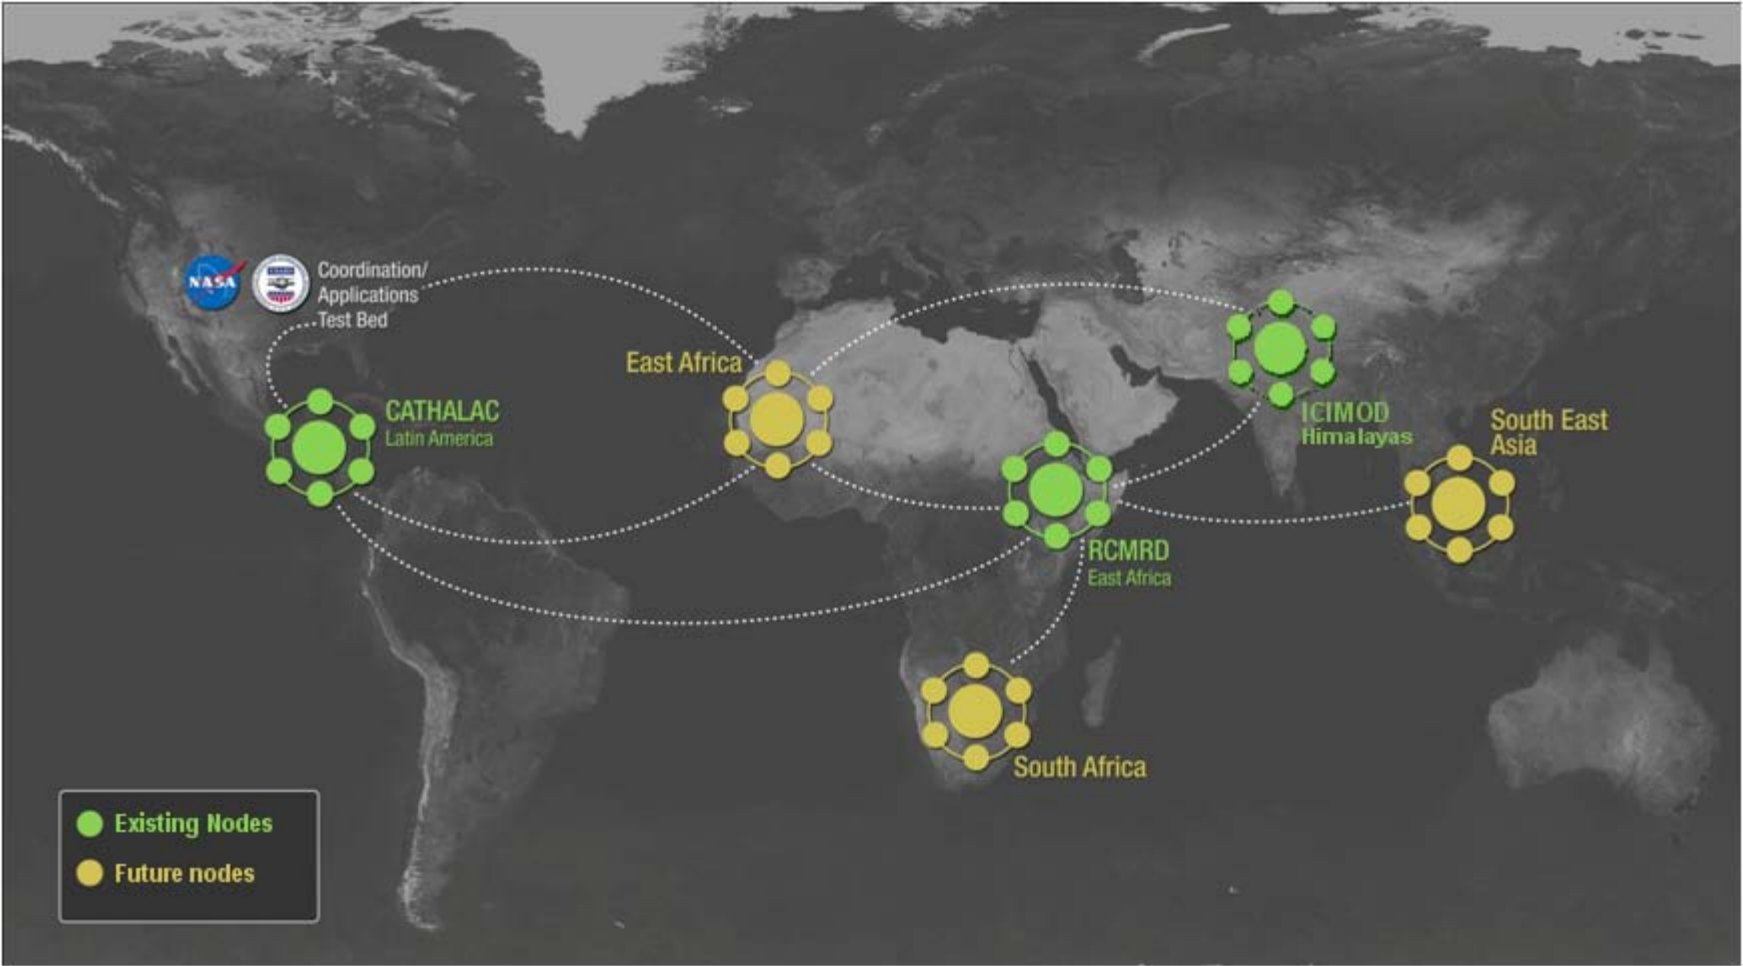 NASA
Coordination/
Applications
Test Bed
East Africa
CATHALAC
Latin America
ICIMOD
Himalayas
South East
Asia
RCMRD
East Africa
South Africa
Existing Nodes
Future nodes